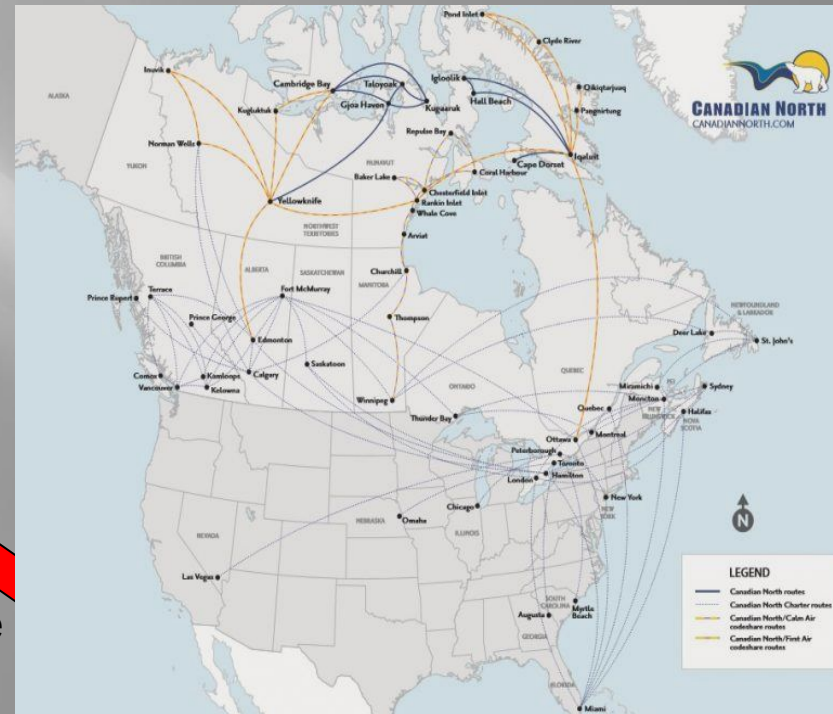 Pond Inlet
Clyde River
Inuvik
Cambridge Bay
Taloyoak
Igloolik
Qikiqtarjuaq
CANADIAN NORTH
CANADIANNORTH.COM
ALASKA
Kugluktuk
Gjoa Haven
Kugaaruk
Hall Beach
Pangnirtung
Repulse Bay
Norman Wells
YUKON
NUNAVUT
Iqaluit
Cape Dorset
Baker Lake
Coral Harbour
Yellowknife
Chesterfield Inlet
Rankin Inlet
Whale Cove
NORTHWEST
TERRITORIES
Arviat
BRITISH
COLUMBIA
ALBERTA
SASKATCHEWAN
MANITOBA
Churchill
Prince Rupert
Terrace
Fort McMurray
NEWFOUNDLAND
& LABRADOR
Prince George
Thompson
Deer Lake
St. John's
Edmonton
Saskatoon
QUEBEC
Comox
Kamloops
Calgary
Vancouver
Kelowna
Winnipeg
ONTARIO
Miramichi
PEI
Sydney
Moncton
Thunder Bay
Quebec
NEW
BRUNSWICK
Halifax
NOVA
SCOTIA
Ottawa
Montreal
Peterborough
Toronto
Hamilton
London
New York
NEW
YORK
Chicago
NEBRASKA
Omaha
ILLINOIS
N
NEVADA
Las Vegas
LEGEND
Canadian North routes
Canadian North Charter routes
Canadian North/Calm Air
codeshare routes
Canadian North/First Air
codeshare routes
SOUTH
CAROLINA
Augusta
Myrtle
Beach
GEORGIA
FLORIDA
Miami
e